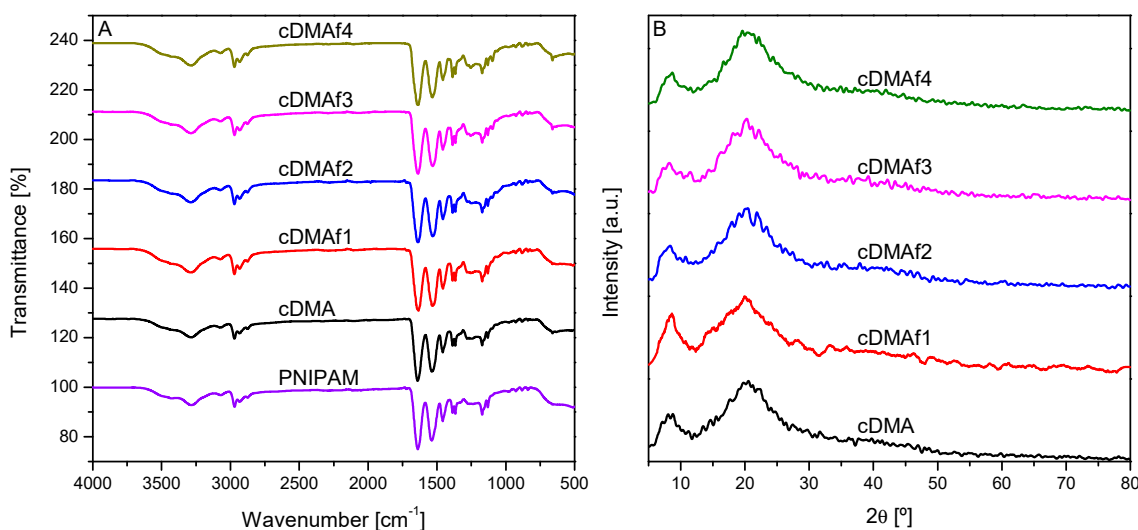 A
cDMAf4
cDMAf3
cDMAf2
cDMAf1
cDMA
PNIPAM
240
220
200
180
160
140
120
100
80
Transmittance [%]
4000 3500 3000 2500 2000 1500 1000 500
Wavenumber [cm⁻¹]
B
cDMAf4
cDMAf3
cDMAf2
cDMAf1
cDMA
Intensity [a.u.]
10 20 30 40 50 60 70 80
2θ [º]